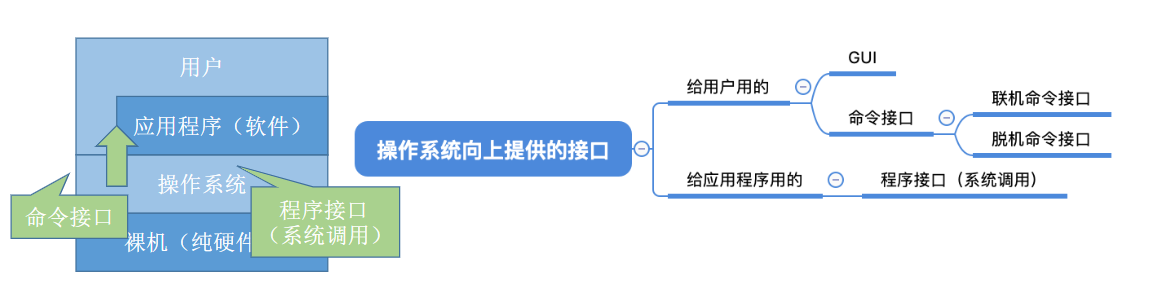 用户
应用程序（软件）
操作系统
命令接口
程序接口
（系统调用）
裸机（纯硬件
操作系统向上提供的接口
给用户用的
GUI
命令接口
联机命令接口
脱机命令接口
给应用程序用的
程序接口（系统调用）